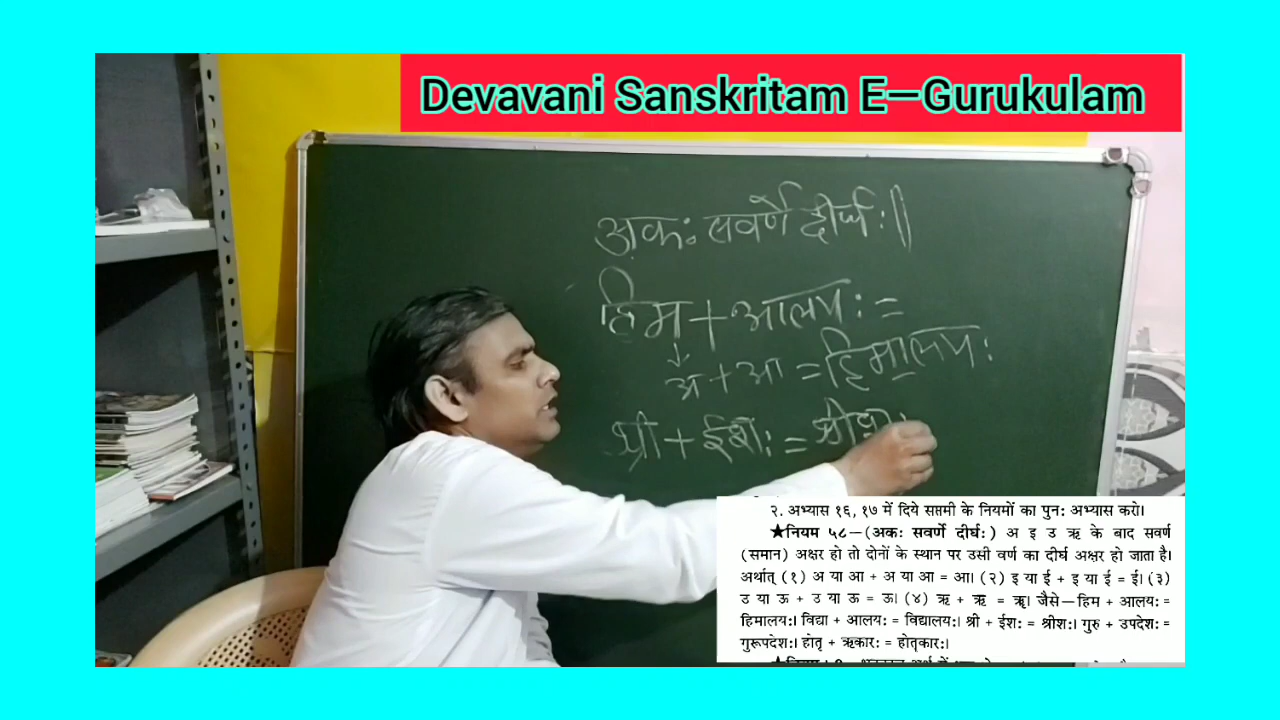 Devavani Sanskritam E—Gurukulam
अकः सवर्णे दीर्घः||
हिम + आलयः =
अ + आ = हिमालयः
श्री + ईशः = श्रीशः
२. अभ्यास १६, १७ में दिये सप्तमी के नियमों का पुनः अभ्यास करो।
★नियम ५८—(अकः सवर्णे दीर्घः) अ इ उ ऋ के बाद सवर्ण
(समान) अक्षर हो तो दोनों के स्थान पर उसी वर्ण का दीर्घ अक्षर हो जाता है।
अर्थात् (१) अ या आ + अ या आ = आ। (२) इ या ई + इ या ई = ई। (३)
उ या ऊ + उ या ऊ = ऊ। (४) ऋ + ऋ = ॠ। जैसे—हिम + आलयः =
हिमालयः। विद्या + आलयः = विद्यालयः। श्री + ईशः = श्रीशः। गुरु + उपदेशः =
गुरूपदेशः। होतृ + ऋकारः = होतृकारः।